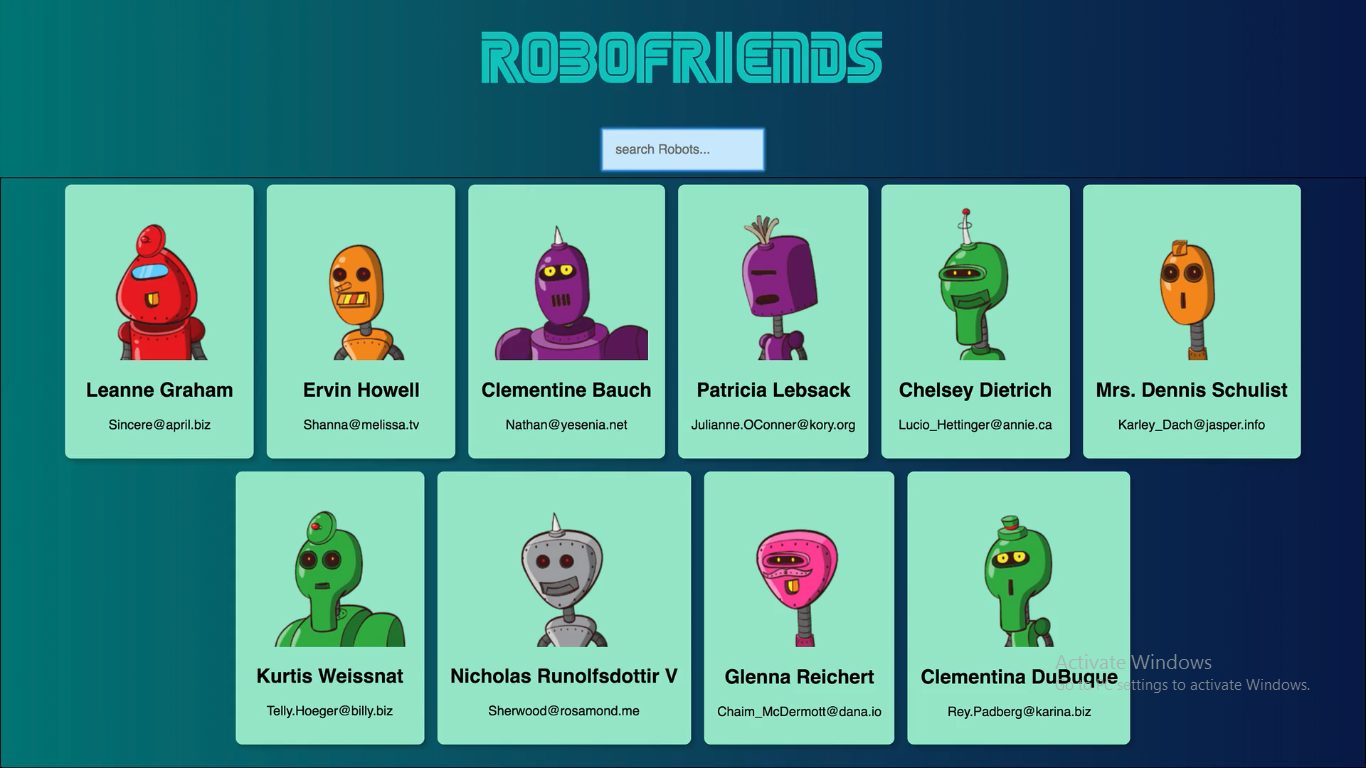 ROBOFRIENDS
search Robots...
Leanne Graham
Sincere@april.biz
Ervin Howell
Shanna@melissa.tv
Clementine Bauch
Nathan@yesenia.net
Patricia Lebsack
Julianne.OConner@kory.org
Chelsey Dietrich
Lucio_Hettinger@annie.ca
Mrs. Dennis Schulist
Karley_Dach@jasper.info
Kurtis Weissnat
Telly.Hoeger@billy.biz
Nicholas Runolfsdottir V
Sherwood@rosamond.me
Glenna Reichert
Chaim_McDermott@dana.io
Clementina DuBuque
Rey.Padberg@karina.biz
Activate Windows
Go to PC settings to activate Windows.